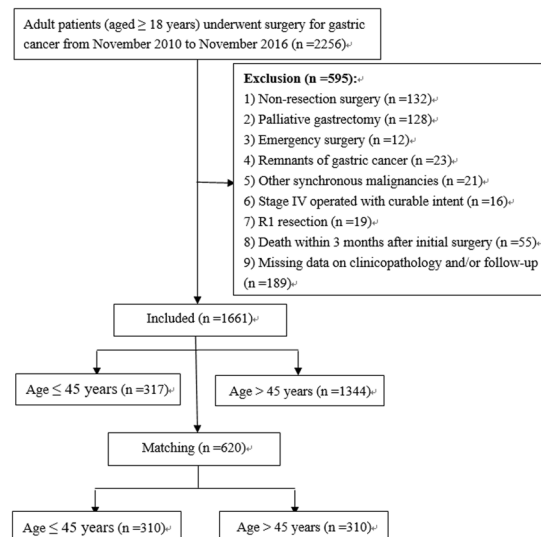 Adult patients (aged ≥ 18 years) underwent surgery for gastric
cancer from November 2010 to November 2016 (n =2256)↵
Exclusion (n =595):↵
1) Non-resection surgery (n =132)↵
2) Palliative gastrectomy (n =128)↵
3) Emergency surgery (n =12)↵
4) Remnants of gastric cancer (n =23)↵
5) Other synchronous malignancies (n =21)↵
6) Stage IV operated with curable intent (n =16)↵
7) R1 resection (n =19)↵
8) Death within 3 months after initial surgery (n =55)↵
9) Missing data on clinicopathology and/or follow-up
(n =189)↵
Included (n =1661)↵
Age ≤ 45 years (n =317)↵
Age > 45 years (n =1344)↵
Matching (n =620)↵
Age ≤ 45 years (n =310)↵
Age > 45 years (n =310)↵